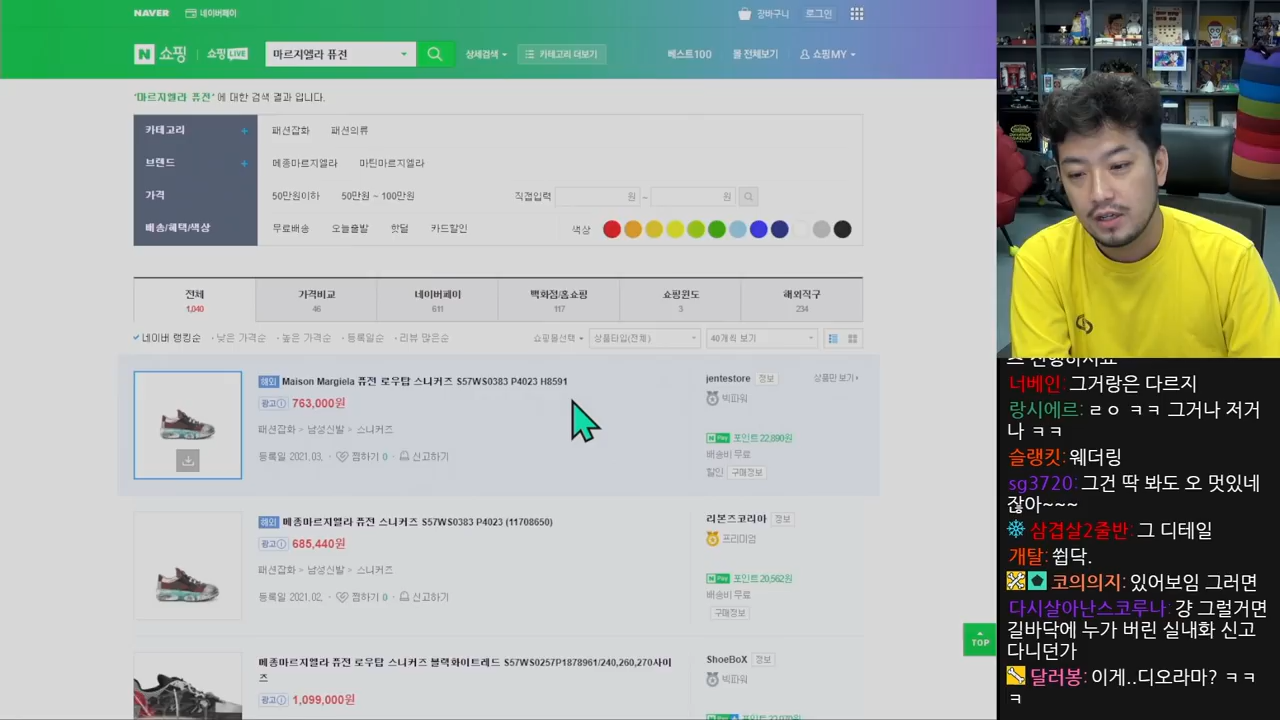 NAVER 네이버페이 장바구니 로그인
N 쇼핑 쇼핑LIVE 마르지엘라 퓨전 상세검색 카테고리 더보기 베스트100 몰 전체보기 쇼핑MY
'마르지엘라 퓨전' 에 대한 검색 결과 입니다.
카테고리 + 패션잡화 패션의류
브랜드 + 메종마르지엘라 마틴마르지엘라
가격 50만원이하 50만원 ~ 100만원 직접입력 원 ~ 원
배송/혜택/색상 무료배송 오늘출발 핫딜 카드할인 색상
전체 가격비교 네이버페이 백화점/홈쇼핑 쇼핑윈도 해외직구
1,040 46 611 117 3 234
네이버 랭킹순 · 낮은 가격순 · 높은 가격순 · 등록일순 · 리뷰 많은순 쇼핑몰선택 상품타입(전체) 40개씩 보기
해외 Maison Margiela 퓨전 로우탑 스니커즈 S57WS0383 P4023 H8591
광고 763,000원
패션잡화 > 남성신발 > 스니커즈
등록일 2021.03. 찜하기 0 신고하기
jentestore 정보 상품만 보기
빅파워
N Pay 포인트 22,890원
배송비 무료
할인 구매정보
해외 메종마르지엘라 퓨전 스니커즈 S57WS0383 P4023 (11708650)
광고 685,440원
패션잡화 > 남성신발 > 스니커즈
등록일 2021.02. 찜하기 0 신고하기
리본즈코리아 정보
프리미엄
N Pay 포인트 20,562원
배송비 무료
구매정보
메종마르지엘라 퓨전 로우탑 스니커즈 블랙화이트레드 S57WS0257P1878961/240,260,270사이
즈
광고 1,099,000원
ShoeBoX 정보
빅파워
TOP
즈 진행하시죠
너베인: 그거랑은 다르지
랑시에르: ㄹㅇ ㅋㅋ 그거나 저거
나 ㅋㅋ
슬랭킷: 웨더링
sg3720: 그건 딱 봐도 오 멋있네
잖아~~~
삼겹살2줄반: 그 디테일
개탈: 쒑닥.
코의의지: 있어보임 그러면
다시살아난스코루나: 걍 그럴거면
길바닥에 누가 버린 실내화 신고
다니던가
달러봉: 이게..디오라마? ㅋㅋ
ㅋ